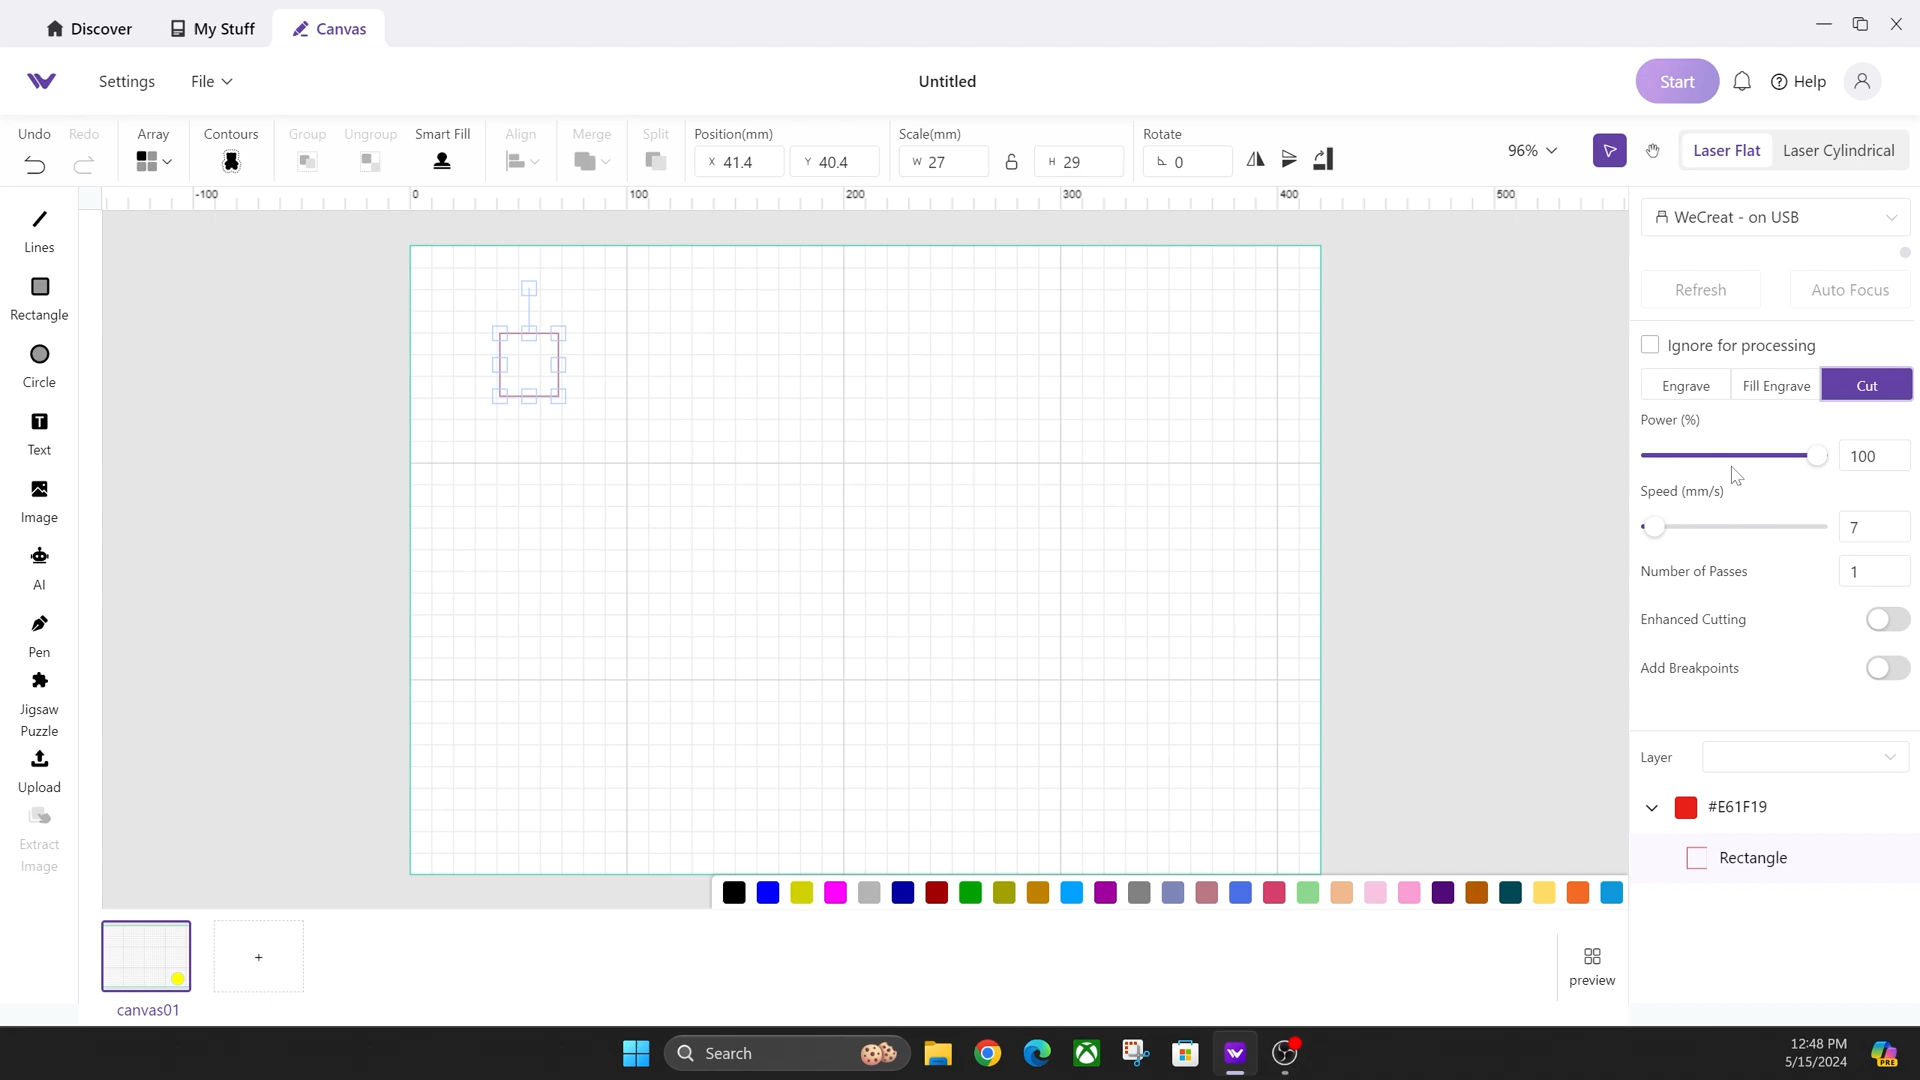 Discover My Stuff Canvas
Settings File Untitled Start Help
Undo Redo Array Contours Group Ungroup Smart Fill Align Merge Split Position(mm) Scale(mm) Rotate
X 41.4 Y 40.4 W 27 H 29 0 96% Laser Flat Laser Cylindrical
-100 0 100 200 300 400 500
Lines
Rectangle
Circle
Text
Image
AI
Pen
Jigsaw
Puzzle
Upload
Extract
Image
WeCreat - on USB
Refresh Auto Focus
Ignore for processing
Engrave Fill Engrave Cut
Power (%)
100
Speed (mm/s)
7
Number of Passes 1
Enhanced Cutting
Add Breakpoints
Layer
#E61F19
Rectangle
+
preview
canvas01
Search
12:48 PM
5/15/2024
PRE